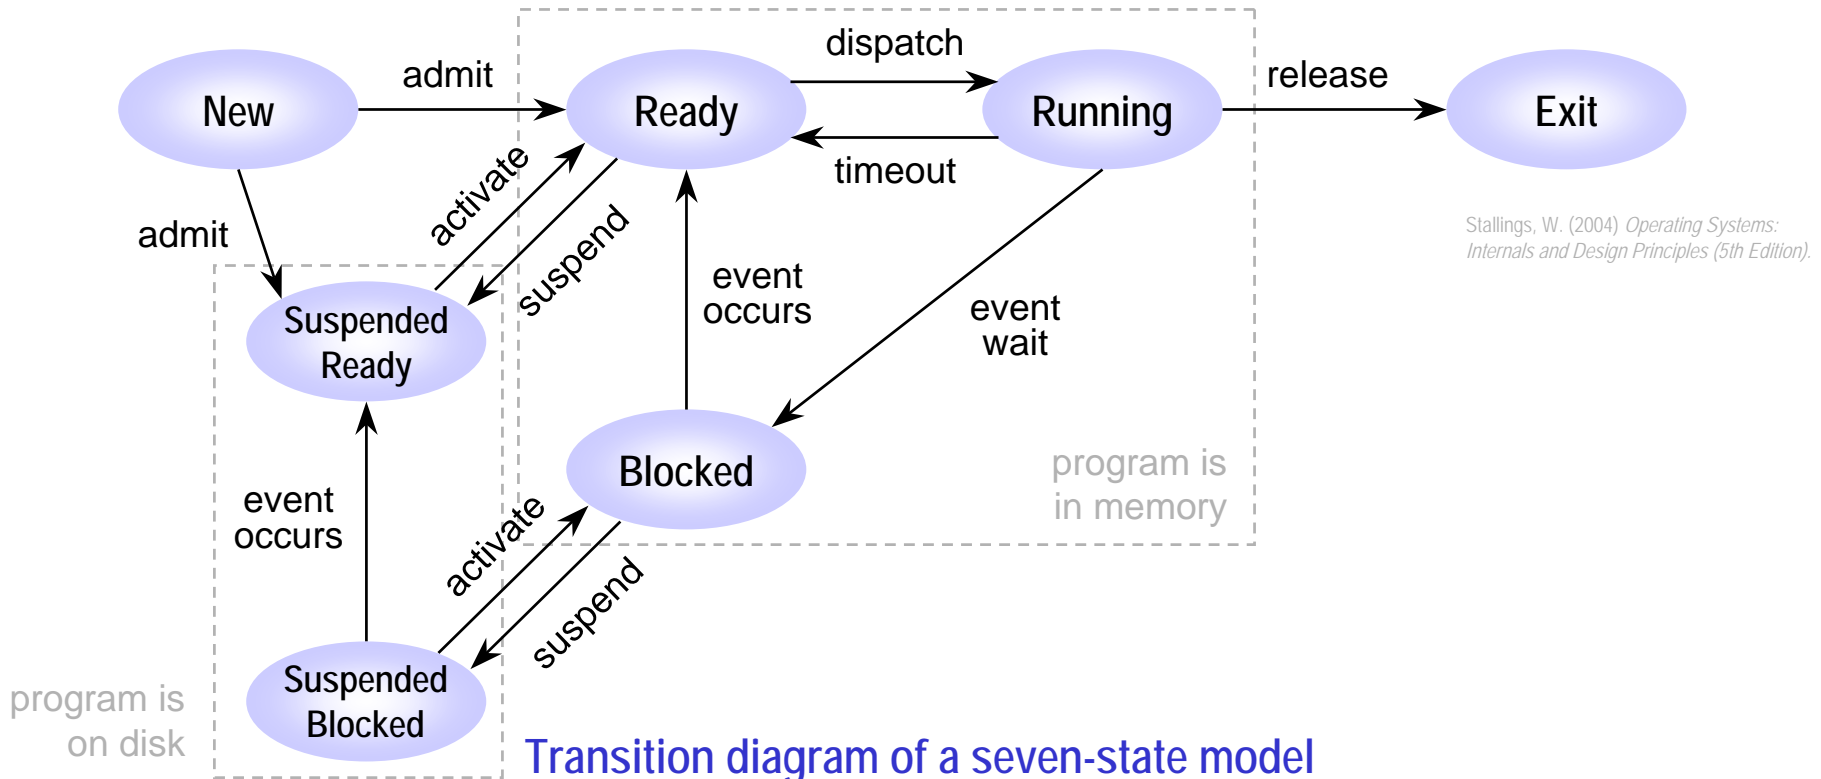 dispatch
admit
release
New
Ready
Running
Exit
timeout
activate
suspend
admit
Stallings, W. (2004) Operating Systems:
Internals and Design Principles (5th Edition).
event
occurs
event
wait
Suspended
Ready
Blocked
program is
in memory
event
occurs
activate
suspend
Suspended
Blocked
program is
on disk
Transition diagram of a seven-state model